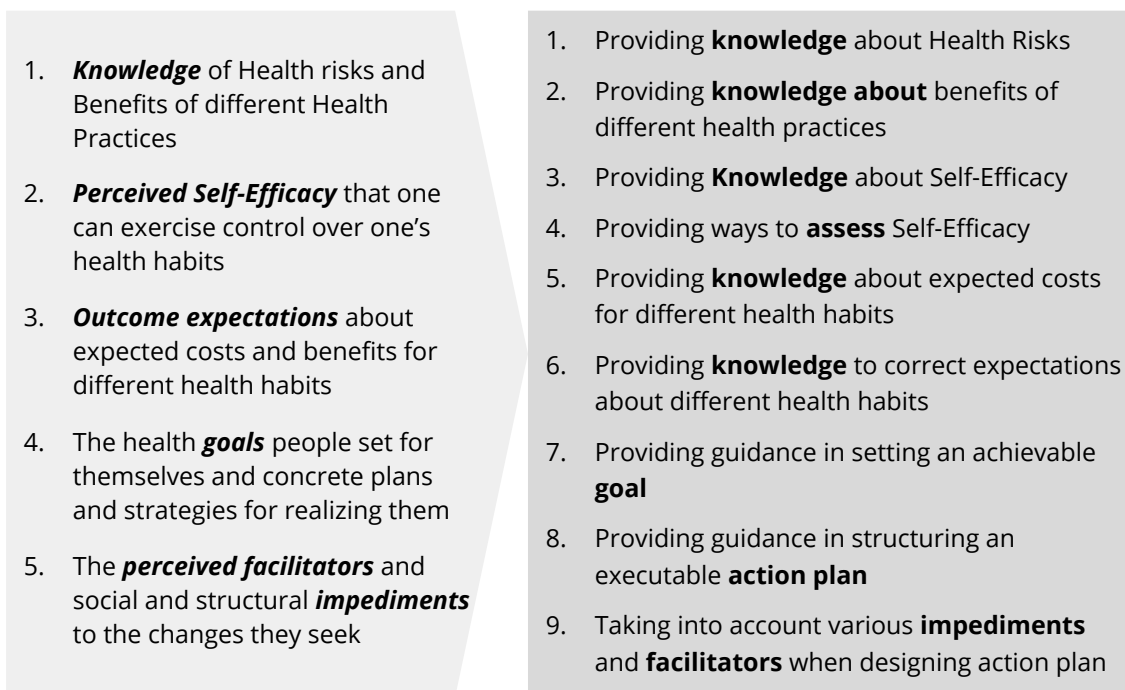 1. Knowledge of Health risks and
Benefits of different Health
Practices
2. Perceived Self-Efficacy that one
can exercise control over one's
health habits
3. Outcome expectations about
expected costs and benefits for
different health habits
4. The health goals people set for
themselves and concrete plans
and strategies for realizing them
5. The perceived facilitators and
social and structural impediments
to the changes they seek
1. Providing knowledge about Health Risks
2. Providing knowledge about benefits of
different health practices
3. Providing Knowledge about Self-Efficacy
4. Providing ways to assess Self-Efficacy
5. Providing knowledge about expected costs
for different health habits
6. Providing knowledge to correct expectations
about different health habits
7. Providing guidance in setting an achievable
goal
8. Providing guidance in structuring an
executable action plan
9. Taking into account various impediments
and facilitators when designing action plan